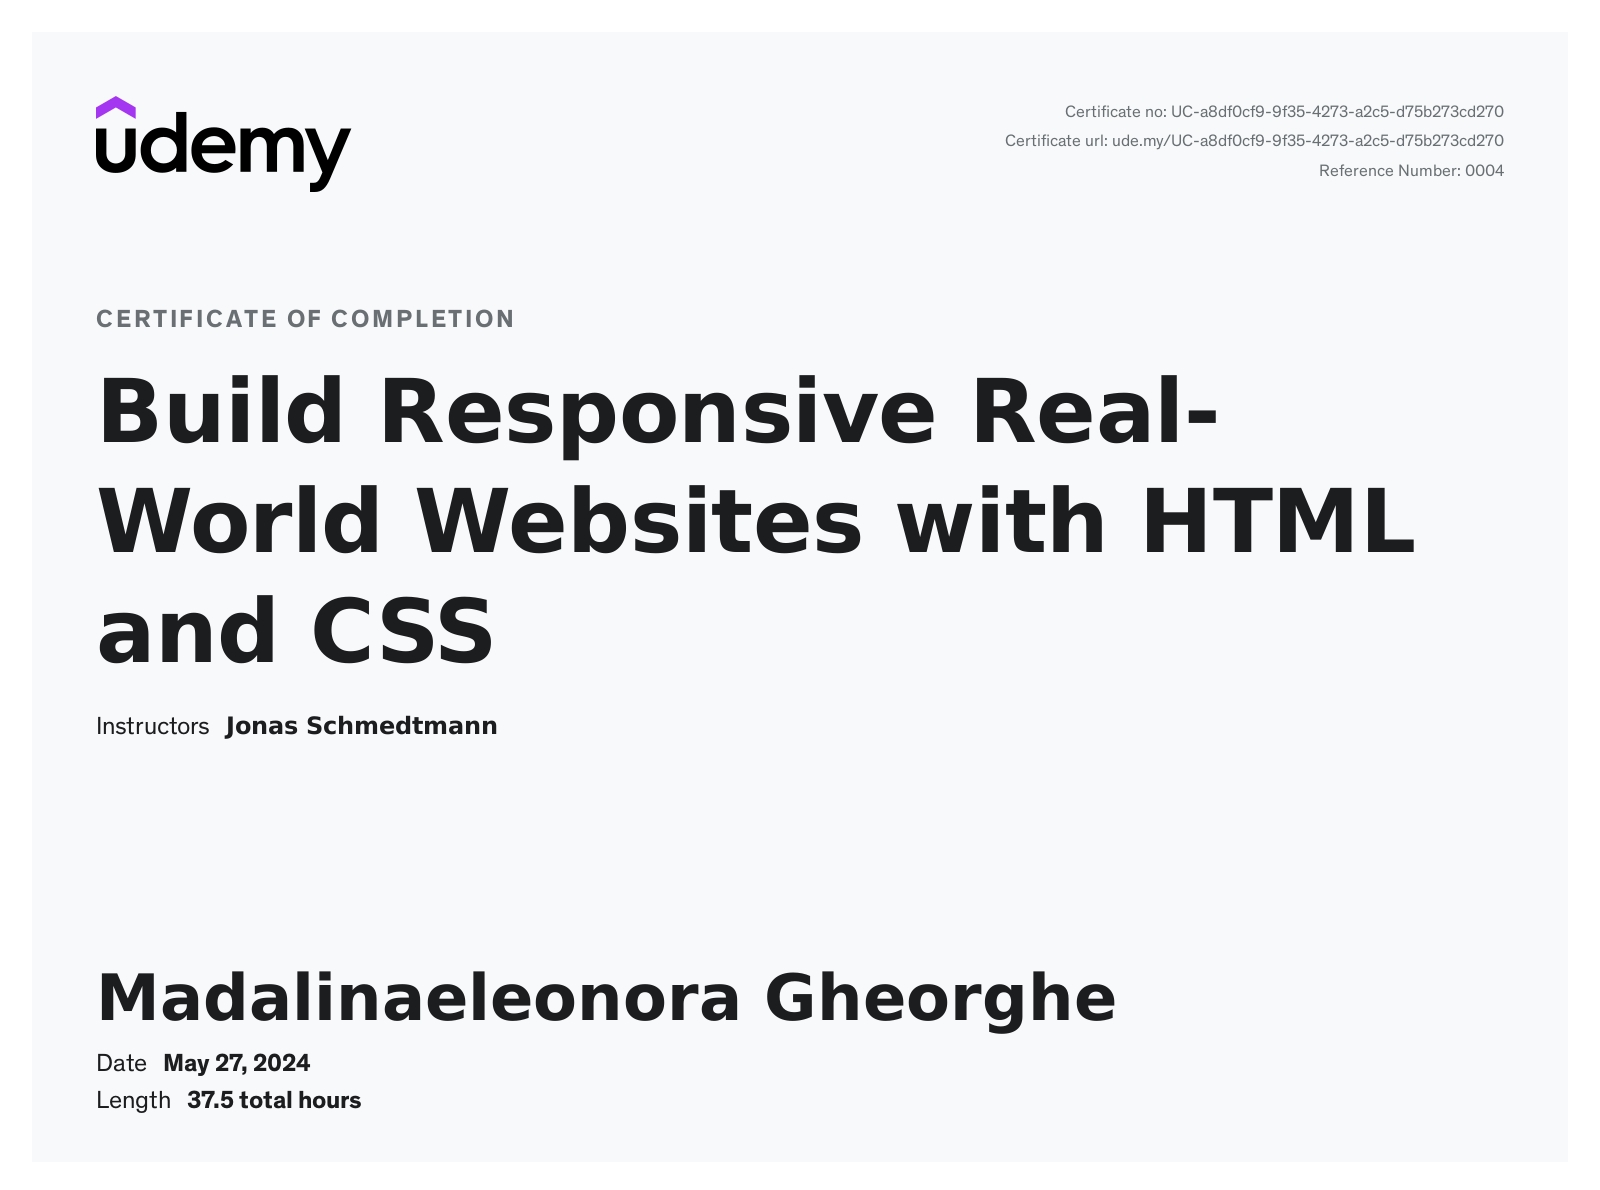 udemy
Certificate no: UC-a8df0cf9-9f35-4273-a2c5-d75b273cd270
Certificate url: ude.my/UC-a8df0cf9-9f35-4273-a2c5-d75b273cd270
Reference Number: 0004
CERTIFICATE OF COMPLETION
Build Responsive Real-
World Websites with HTML
and CSS
Instructors Jonas Schmedtmann
Madalinaeleonora Gheorghe
Date May 27, 2024
Length 37.5 total hours